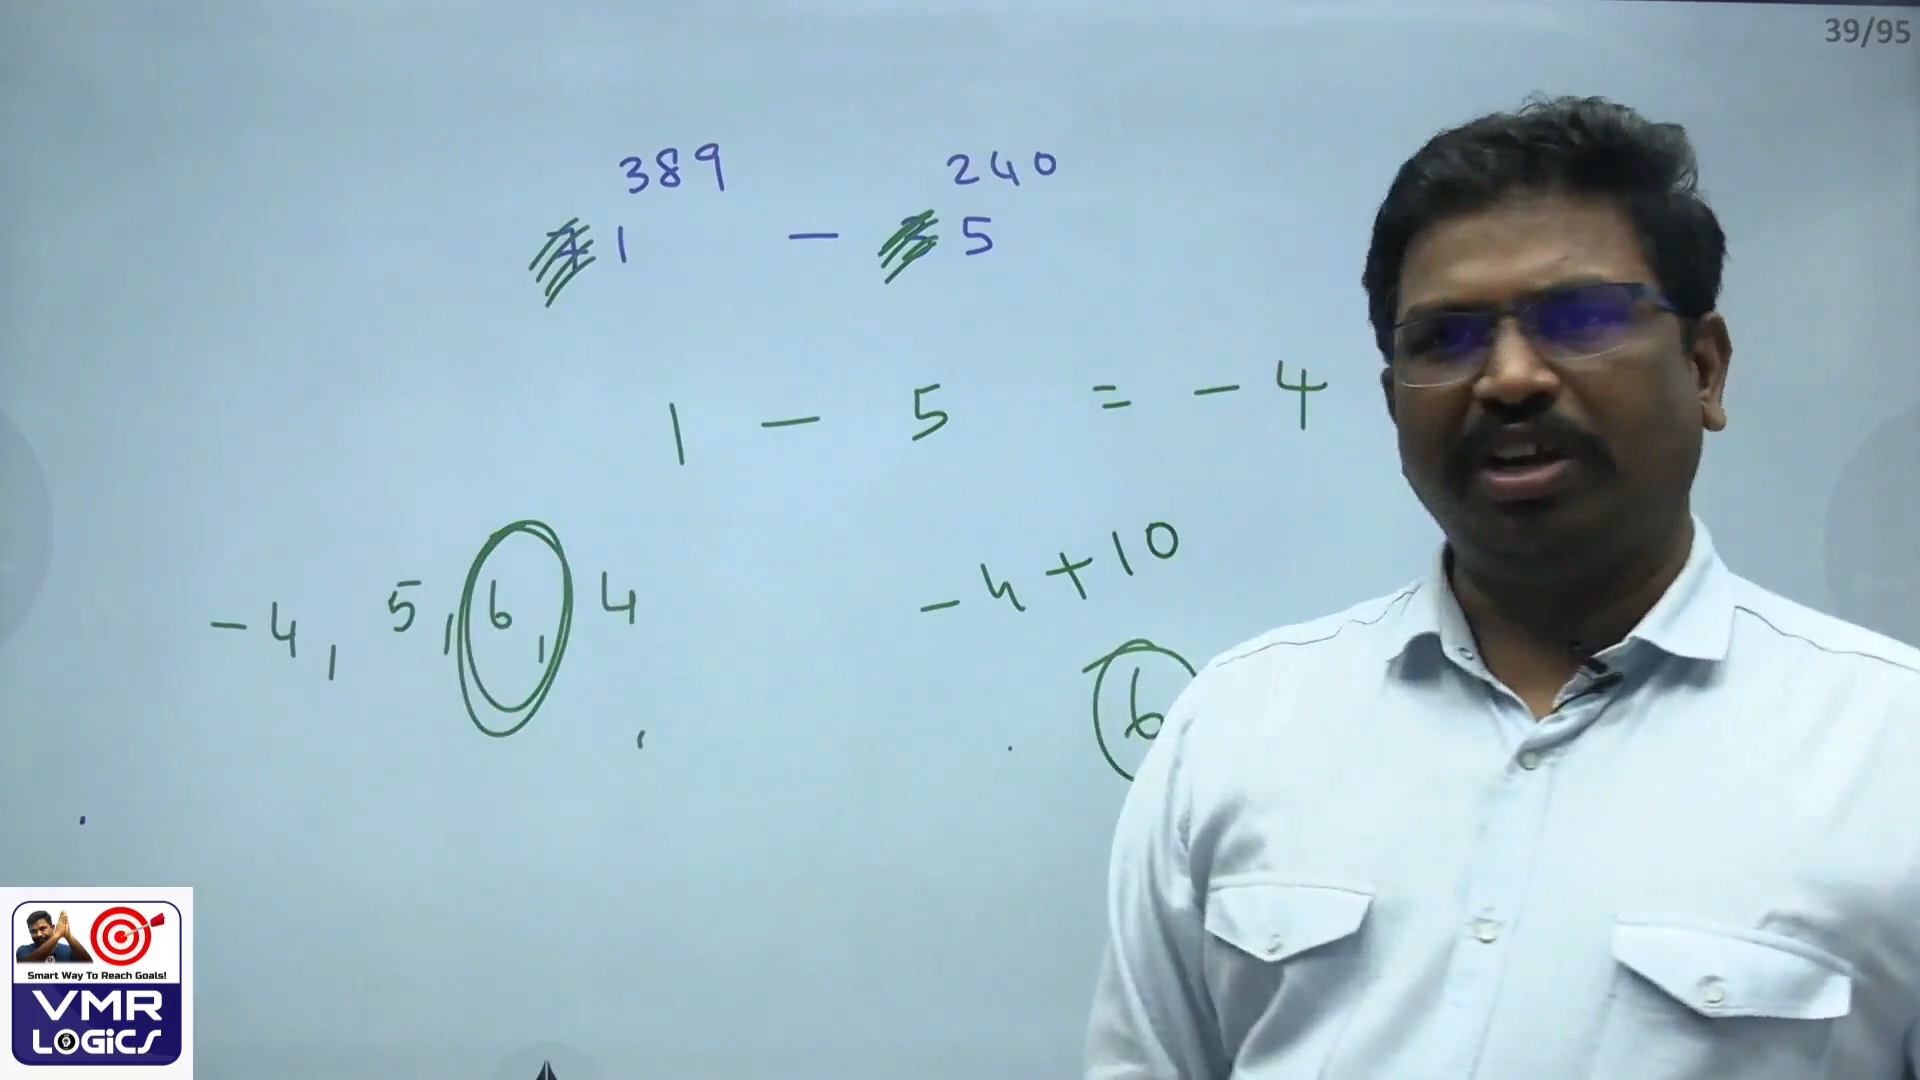 39/95
389 240
1 – 5
1 – 5 = – 4
– 4 + 10
– 4, 5, 6, 4
6
Smart Way To Reach Goals!
VMR
LOGiCS